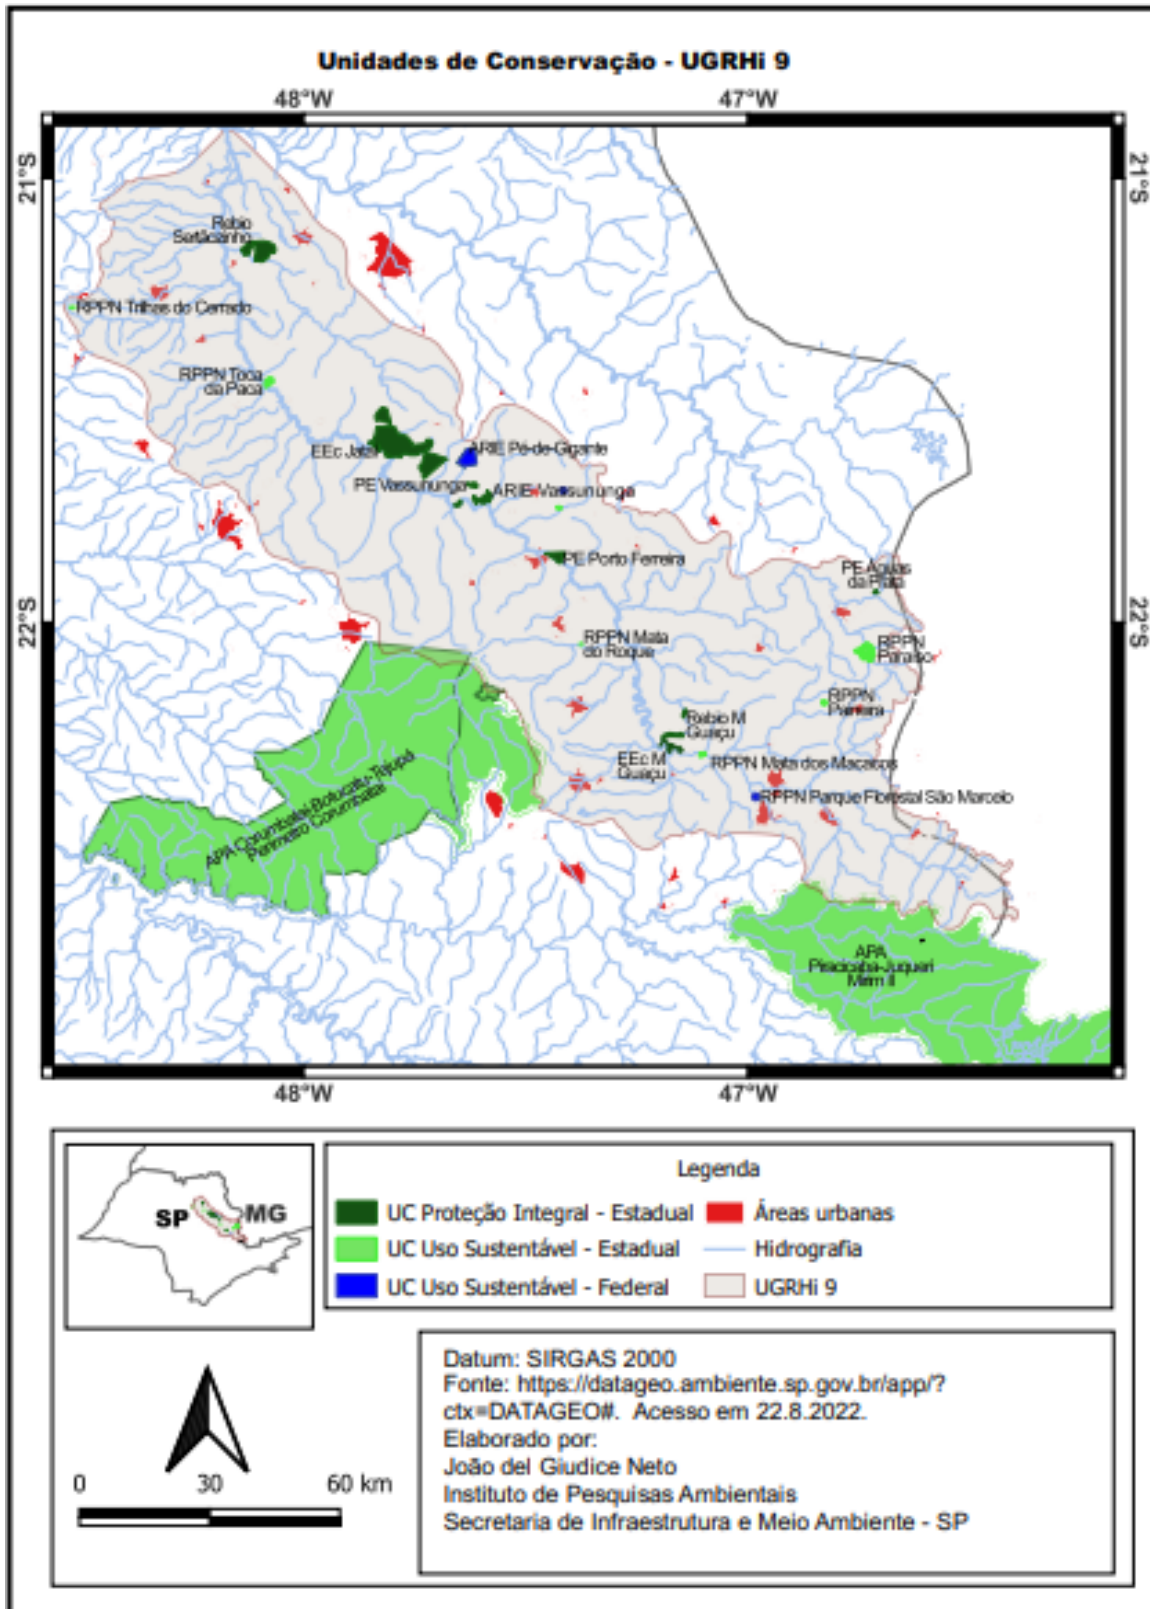 Unidades de Conservação - UGRHi 9
48°W
47°W
21°S
21°S
Rebio
Sertãozinho
RPPN Trilhas do Cerrado
RPPN Toca
da Paca
EEc Jataí
ARIE Pé-de-Gigante
PE Vassununga
ARIE Vassununga
PE Porto Ferreira
PE Águas
da Prata
22°S
22°S
RPPN Mata
do Roque
RPPN
Paraíso
RPPN
Paineira
Rebio M
Guaçu
EEc M
Guaçu
RPPN Mata dos Macacos
RPPN Parque Florestal São Marcelo
APA Corumbataí-Botucatu-Tejupá
Perímetro Corumbataí
APA
Piracicaba-Juqueri
Mirim II
48°W
47°W
SP
MG
Legenda
UC Proteção Integral - Estadual
Áreas urbanas
UC Uso Sustentável - Estadual
Hidrografia
UC Uso Sustentável - Federal
UGRHi 9
0 30 60 km
Datum: SIRGAS 2000
Fonte: https://datageo.ambiente.sp.gov.br/app/?
ctx=DATAGEO#. Acesso em 22.8.2022.
Elaborado por:
João del Giudice Neto
Instituto de Pesquisas Ambientais
Secretaria de Infraestrutura e Meio Ambiente - SP